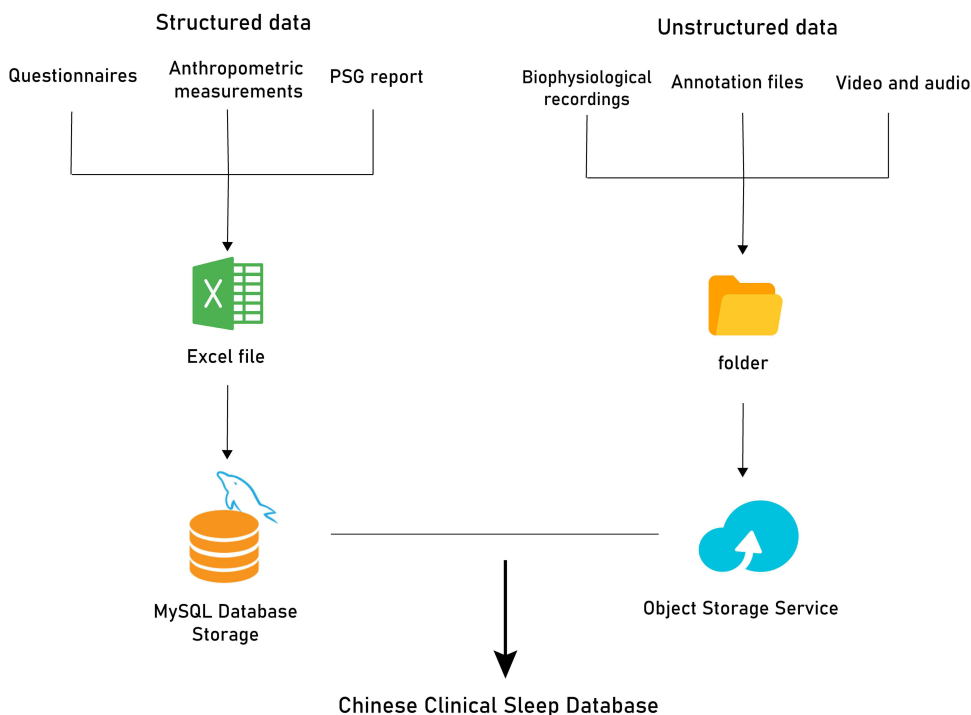 Structured data
Unstructured data
Questionnaires
Anthropometric
measurements
PSG report
Biophysiological
recordings
Annotation files
Video and audio
X
Excel file
folder
MySQL Database
Storage
Object Storage Service
Chinese Clinical Sleep Database